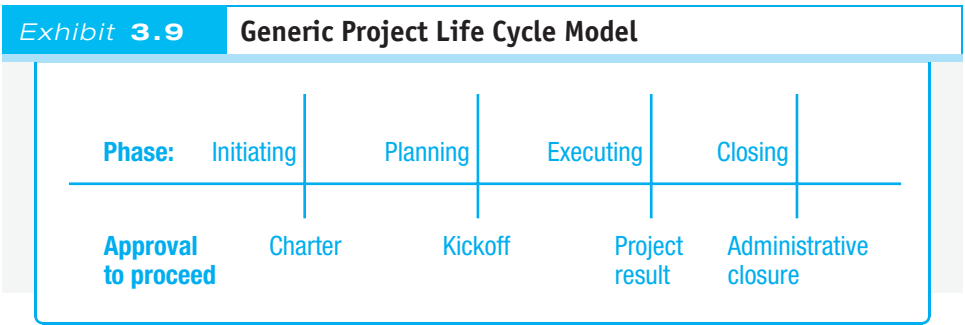 Exhibit 3.9 Generic Project Life Cycle Model
Phase: Initiating Planning Executing Closing
Approval Charter Kickoff Project Administrative
to proceed result closure